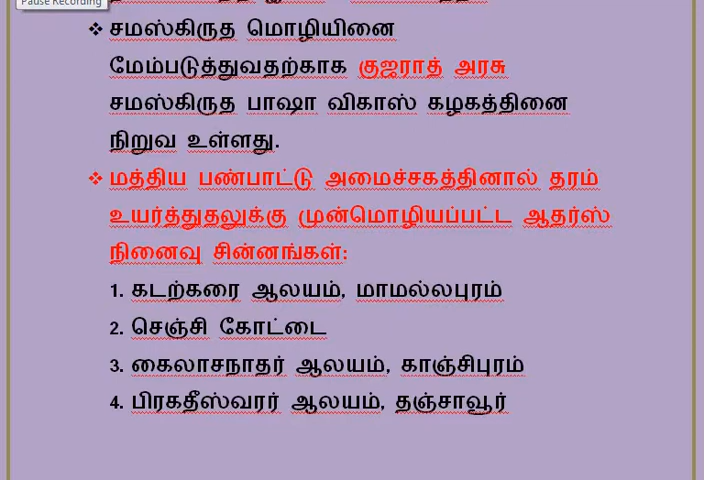 Pause Recording
❖ சமஸ்கிருத மொழியினை
மேம்படுத்துவதற்காக குஜராத் அரசு
சமஸ்கிருத பாஷா விகாஸ் கழகத்தினை
நிறுவ உள்ளது.
❖ மத்திய பண்பாட்டு அமைச்சகத்தினால் தரம்
உயர்த்துதலுக்கு முன்மொழியப்பட்ட ஆதர்ஸ்
நினைவு சின்னங்கள்:
1. கடற்கரை ஆலயம், மாமல்லபுரம்
2. செஞ்சி கோட்டை
3. கைலாசநாதர் ஆலயம், காஞ்சிபுரம்
4. பிரகதீஸ்வரர் ஆலயம், தஞ்சாவூர்